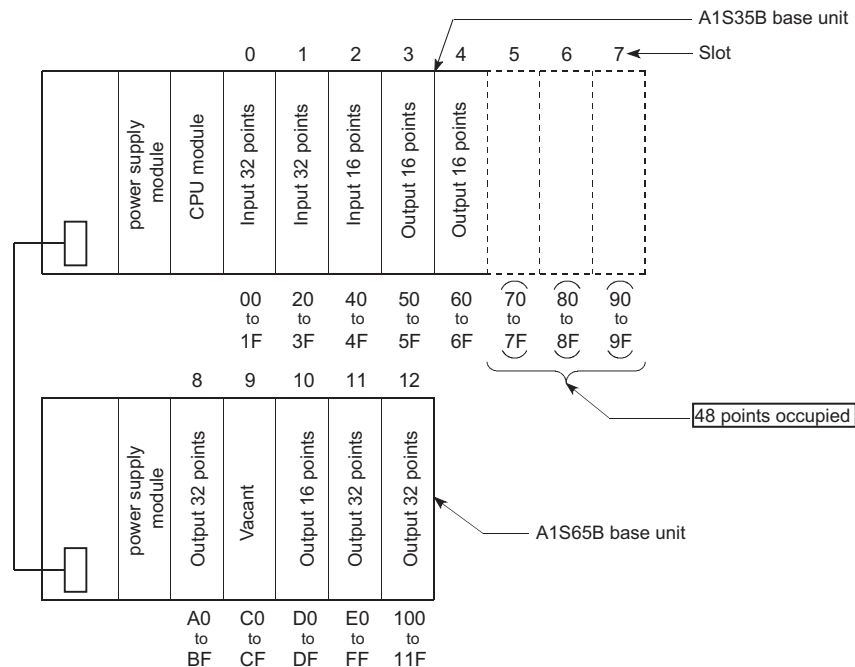 A1S35B base unit
0 1 2 3 4 5 6 7 Slot
power supply module
CPU module
Input 32 points
Input 32 points
Input 16 points
Output 16 points
Output 16 points
00 to 1F
20 to 3F
40 to 4F
50 to 5F
60 to 6F
(70 to 7F)
(80 to 8F)
(90 to 9F)
48 points occupied
8 9 10 11 12
power supply module
Output 32 points
Vacant
Output 16 points
Output 32 points
Output 32 points
A1S65B base unit
A0 to BF
C0 to CF
D0 to DF
E0 to FF
100 to 11F